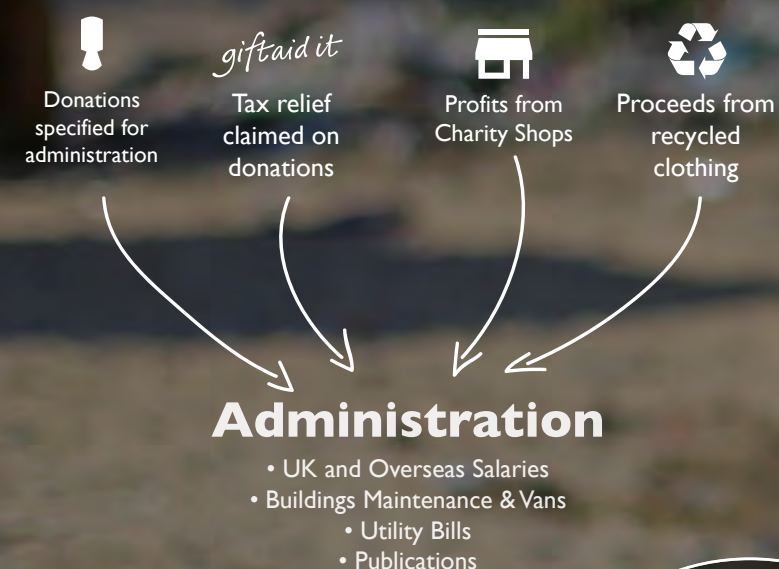 giftaid it
Donations
specified for
administration
Tax relief
claimed on
donations
Profits from
Charity Shops
Proceeds from
recycled
clothing
Administration
• UK and Overseas Salaries
• Buildings Maintenance & Vans
• Utility Bills
• Publications